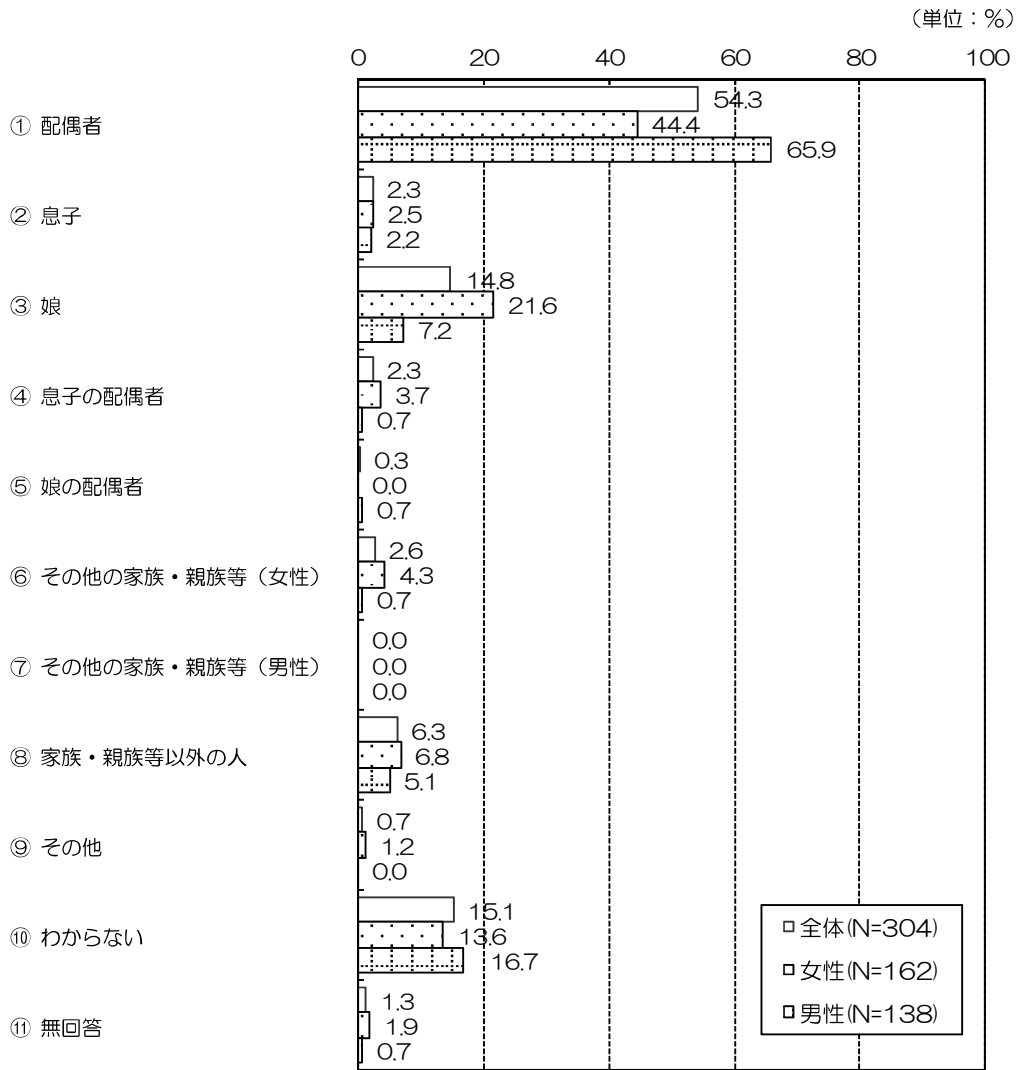 （単位：%）
0 20 40 60 80 100
① 配偶者
54.3
44.4
65.9
② 息子
2.3
2.5
2.2
③ 娘
14.8
21.6
7.2
④ 息子の配偶者
2.3
3.7
0.7
⑤ 娘の配偶者
0.3
0.0
0.7
⑥ その他の家族・親族等（女性）
2.6
4.3
0.7
⑦ その他の家族・親族等（男性）
0.0
0.0
0.0
⑧ 家族・親族等以外の人
6.3
6.8
5.1
⑨ その他
0.7
1.2
0.0
⑩ わからない
15.1
13.6
16.7
⑪ 無回答
1.3
1.9
0.7
全体(N=304)
女性(N=162)
男性(N=138)